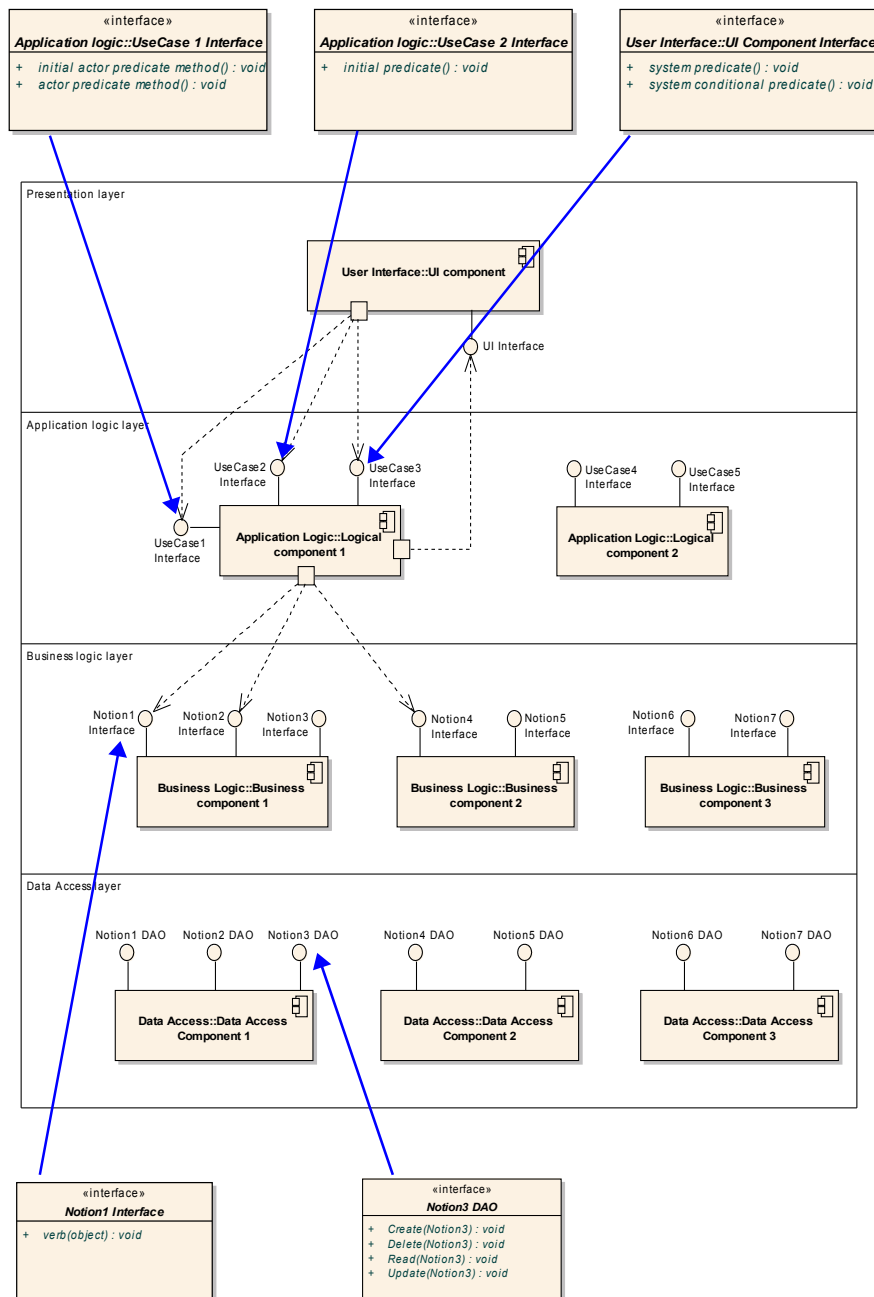 «interface»
Application logic::UseCase 1 Interface
+ initial actor predicate method() : void
+ actor predicate method() : void
«interface»
Application logic::UseCase 2 Interface
+ initial predicate() : void
«interface»
User Interface::UI Component Interface
+ system predicate() : void
+ system conditional predicate() : void
Presentation layer
User Interface::UI component
UI Interface
Application logic layer
UseCase2
Interface
UseCase3
Interface
UseCase4
Interface
UseCase5
Interface
UseCase1
Interface
Application Logic::Logical
component 1
Application Logic::Logical
component 2
Business logic layer
Notion1
Interface
Notion2
Interface
Notion3
Interface
Notion4
Interface
Notion5
Interface
Notion6
Interface
Notion7
Interface
Business Logic::Business
component 1
Business Logic::Business
component 2
Business Logic::Business
component 3
Data Access layer
Notion1 DAO
Notion2 DAO
Notion3 DAO
Notion4 DAO
Notion5 DAO
Notion6 DAO
Notion7 DAO
Data Access::Data Access
Component 1
Data Access::Data Access
Component 2
Data Access::Data Access
Component 3
«interface»
Notion1 Interface
+ verb(object) : void
«interface»
Notion3 DAO
+ Create(Notion3) : void
+ Delete(Notion3) : void
+ Read(Notion3) : void
+ Update(Notion3) : void